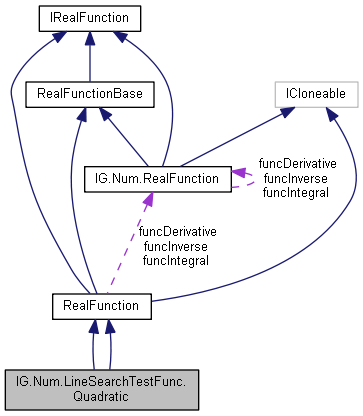 IRealFunction
RealFunctionBase
ICloneable
IG.Num.RealFunction
funcDerivative
funcInverse
funcIntegral
funcDerivative
funcInverse
funcIntegral
RealFunction
IG.Num.LineSearchTestFunc.
Quadratic